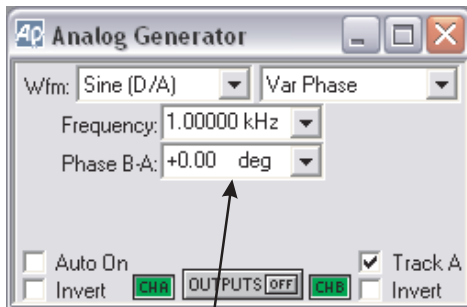 Ap Analog Generator
Wfm: Sine (D/A) Var Phase
Frequency: 1.00000 kHz
Phase B-A: +0.00 deg
Auto On Track A
Invert CHA OUTPUTS OFF CHB Invert